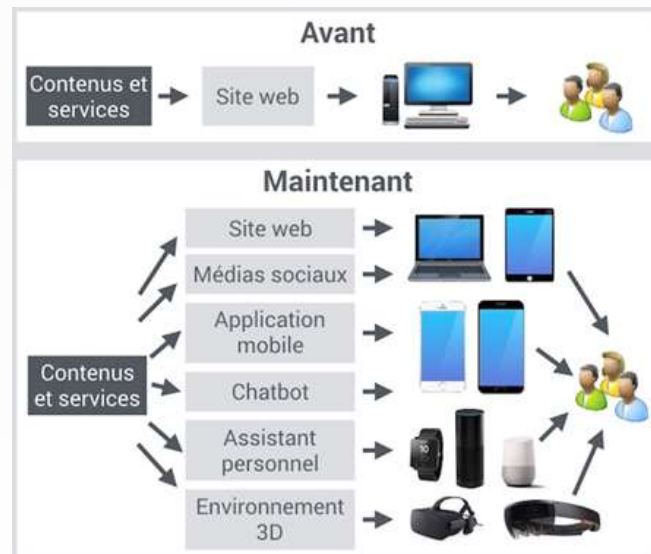 Avant
Contenus et
services
Site web
Maintenant
Site web
Médias sociaux
Application
mobile
Contenus
et services
Chatbot
Assistant
personnel
Environnement
3D